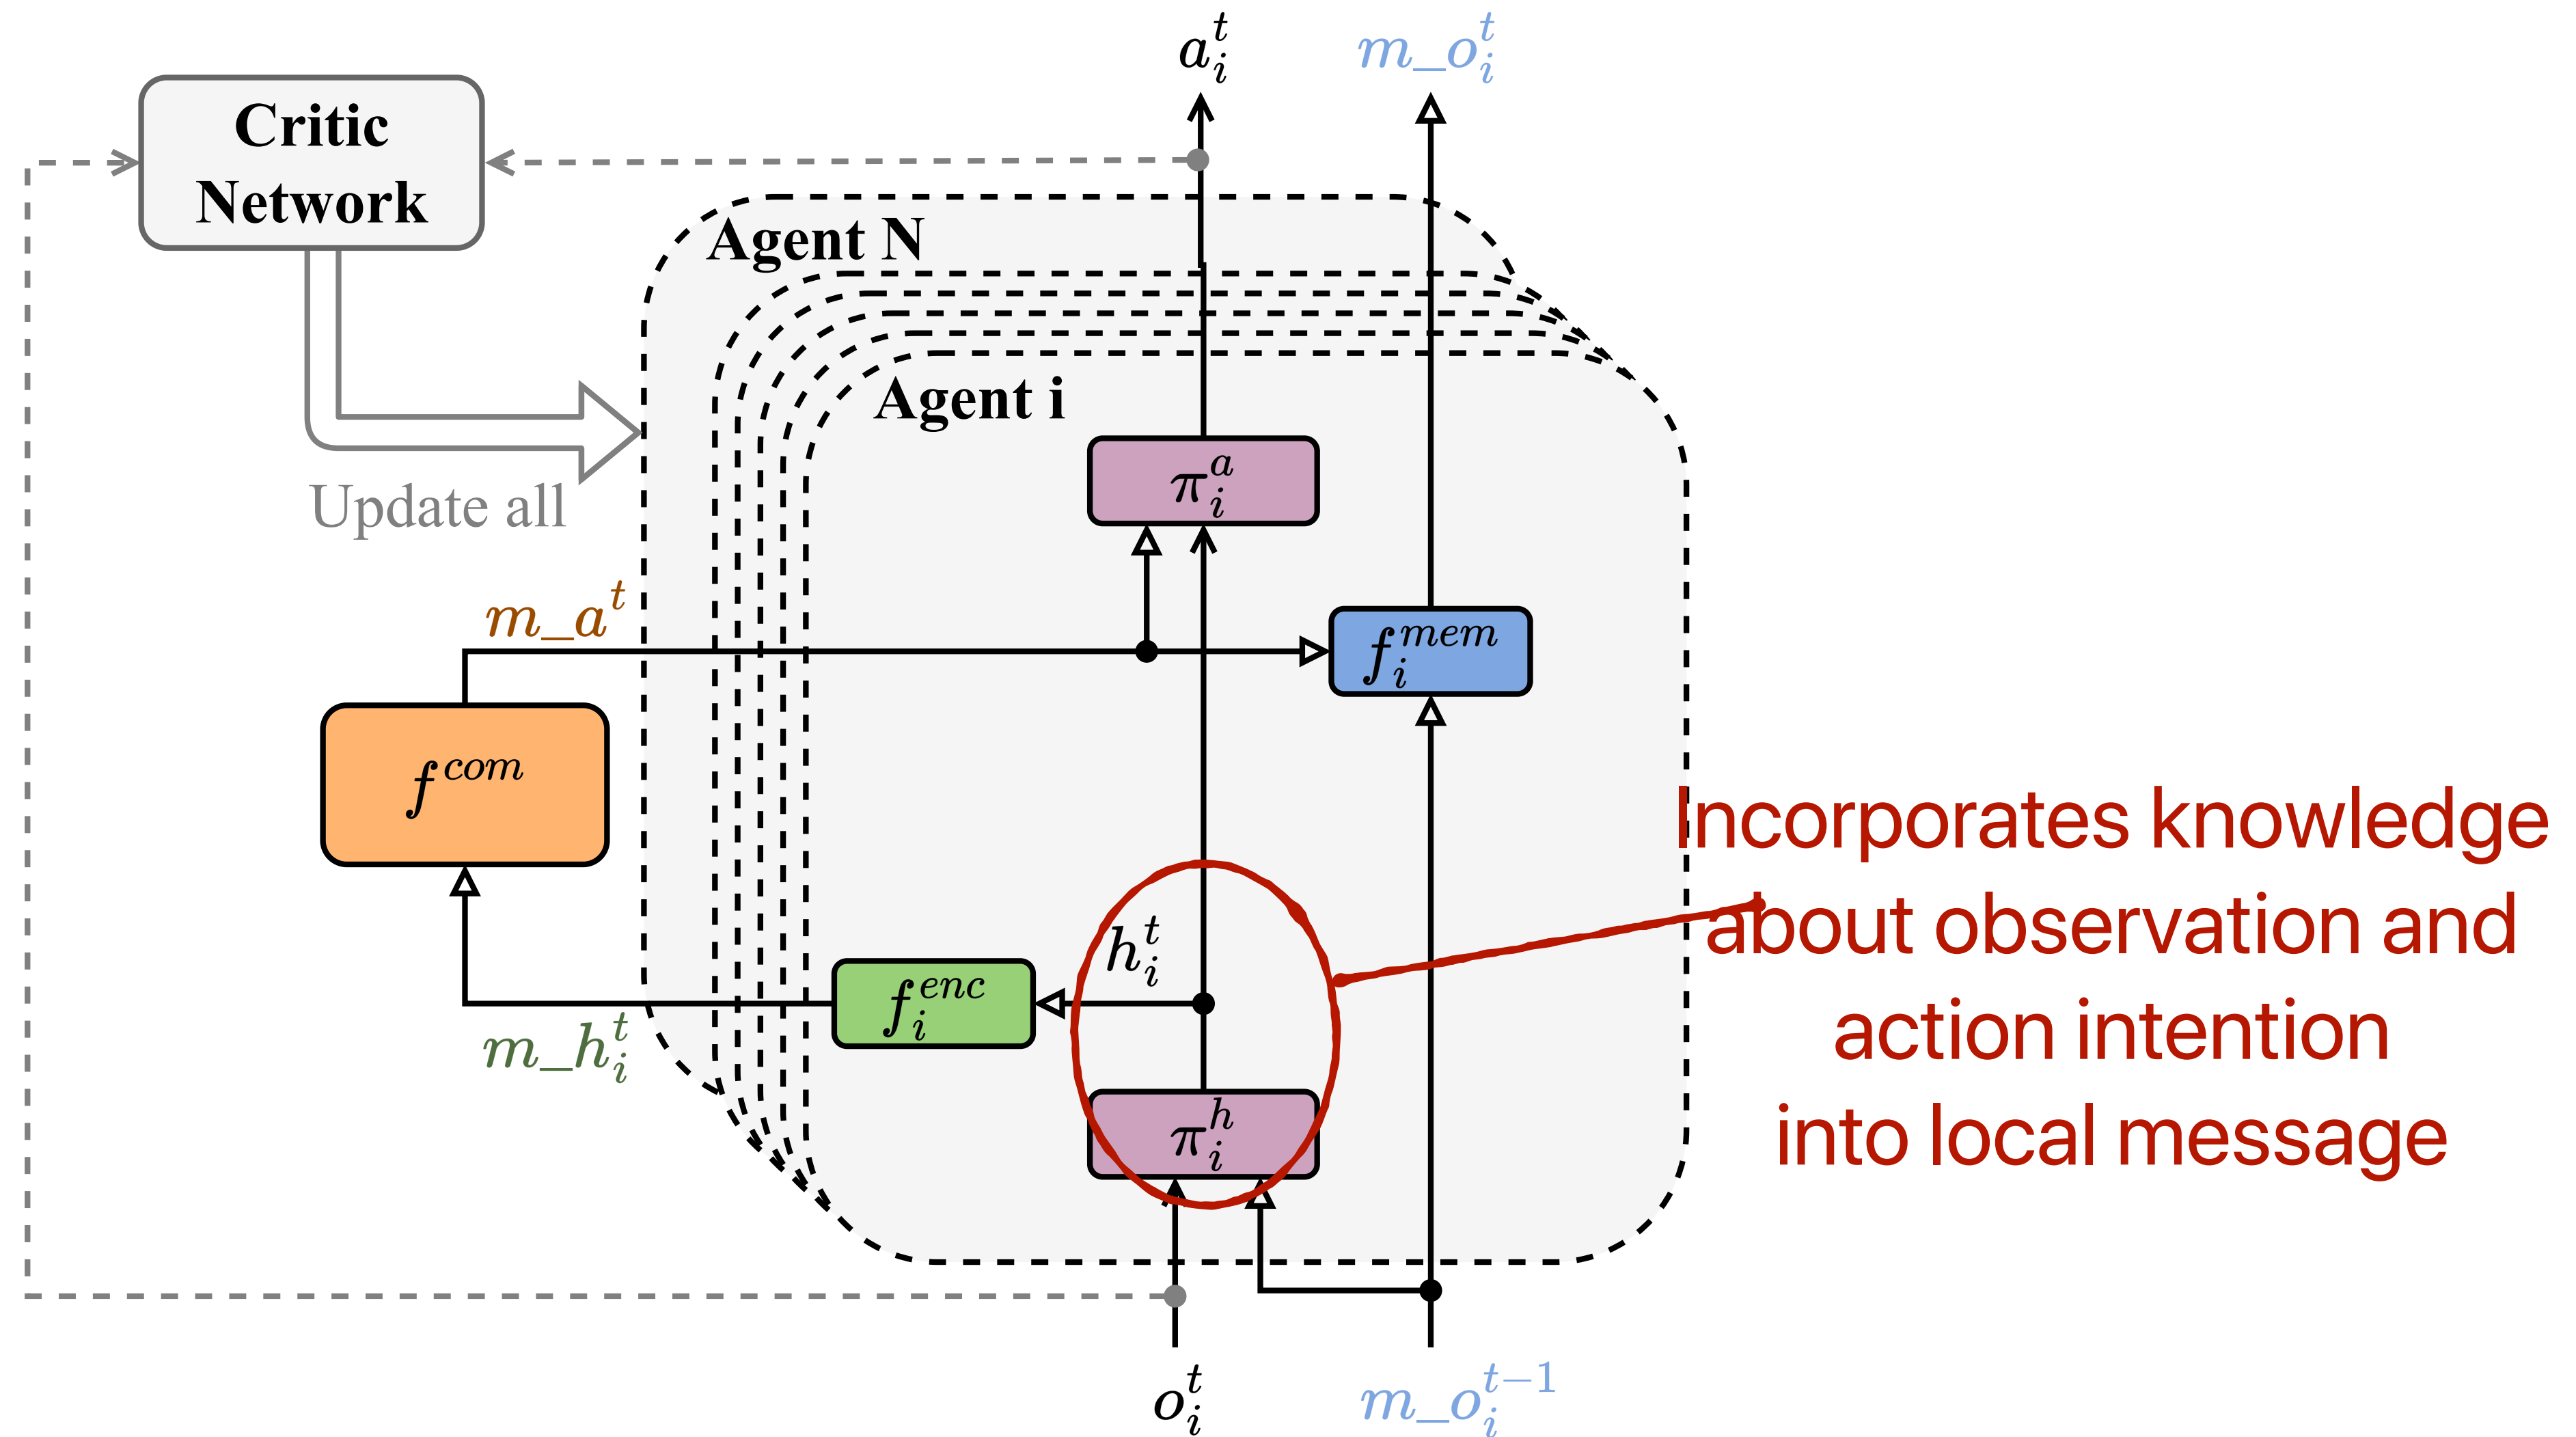 a_i^t
m_o_i^t
Critic
Network
Agent N
Agent i
π_i^a
Update all
m_a^t
f_i^{mem}
f^{com}
Incorporates knowledge
about observation and
action intention
into local message
h_i^t
f_i^{enc}
m_h_i^t
π_i^h
o_i^t
m_o_i^{t-1}